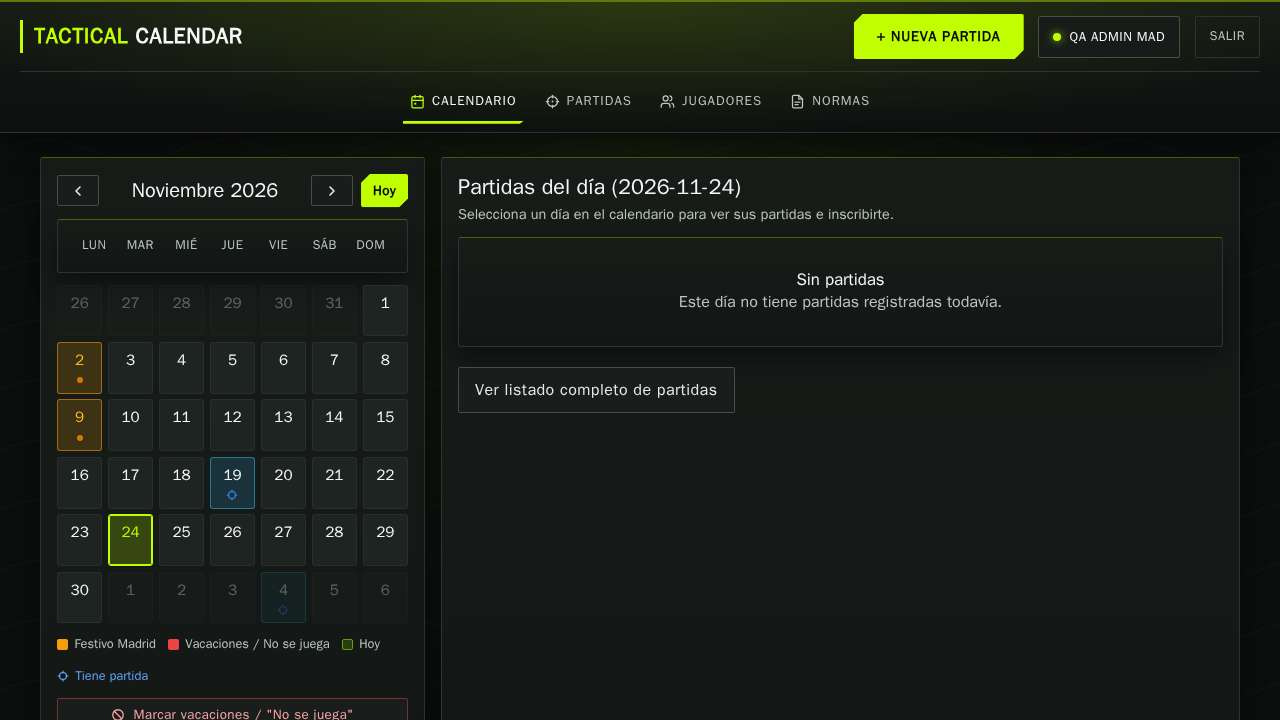 TACTICAL CALENDAR
+ NUEVA PARTIDA
QA ADMIN MAD
SALIR
CALENDARIO
PARTIDAS
JUGADORES
NORMAS
Noviembre 2026
Hoy
LUN MAR MIÉ JUE VIE SÁB DOM
26 27 28 29 30 31 1
2 3 4 5 6 7 8
9 10 11 12 13 14 15
16 17 18 19 20 21 22
23 24 25 26 27 28 29
30 1 2 3 4 5 6
Festivo Madrid
Vacaciones / No se juega
Hoy
Tiene partida
Marcar vacaciones / "No se juega"
Partidas del día (2026-11-24)
Selecciona un día en el calendario para ver sus partidas e inscribirte.
Sin partidas
Este día no tiene partidas registradas todavía.
Ver listado completo de partidas